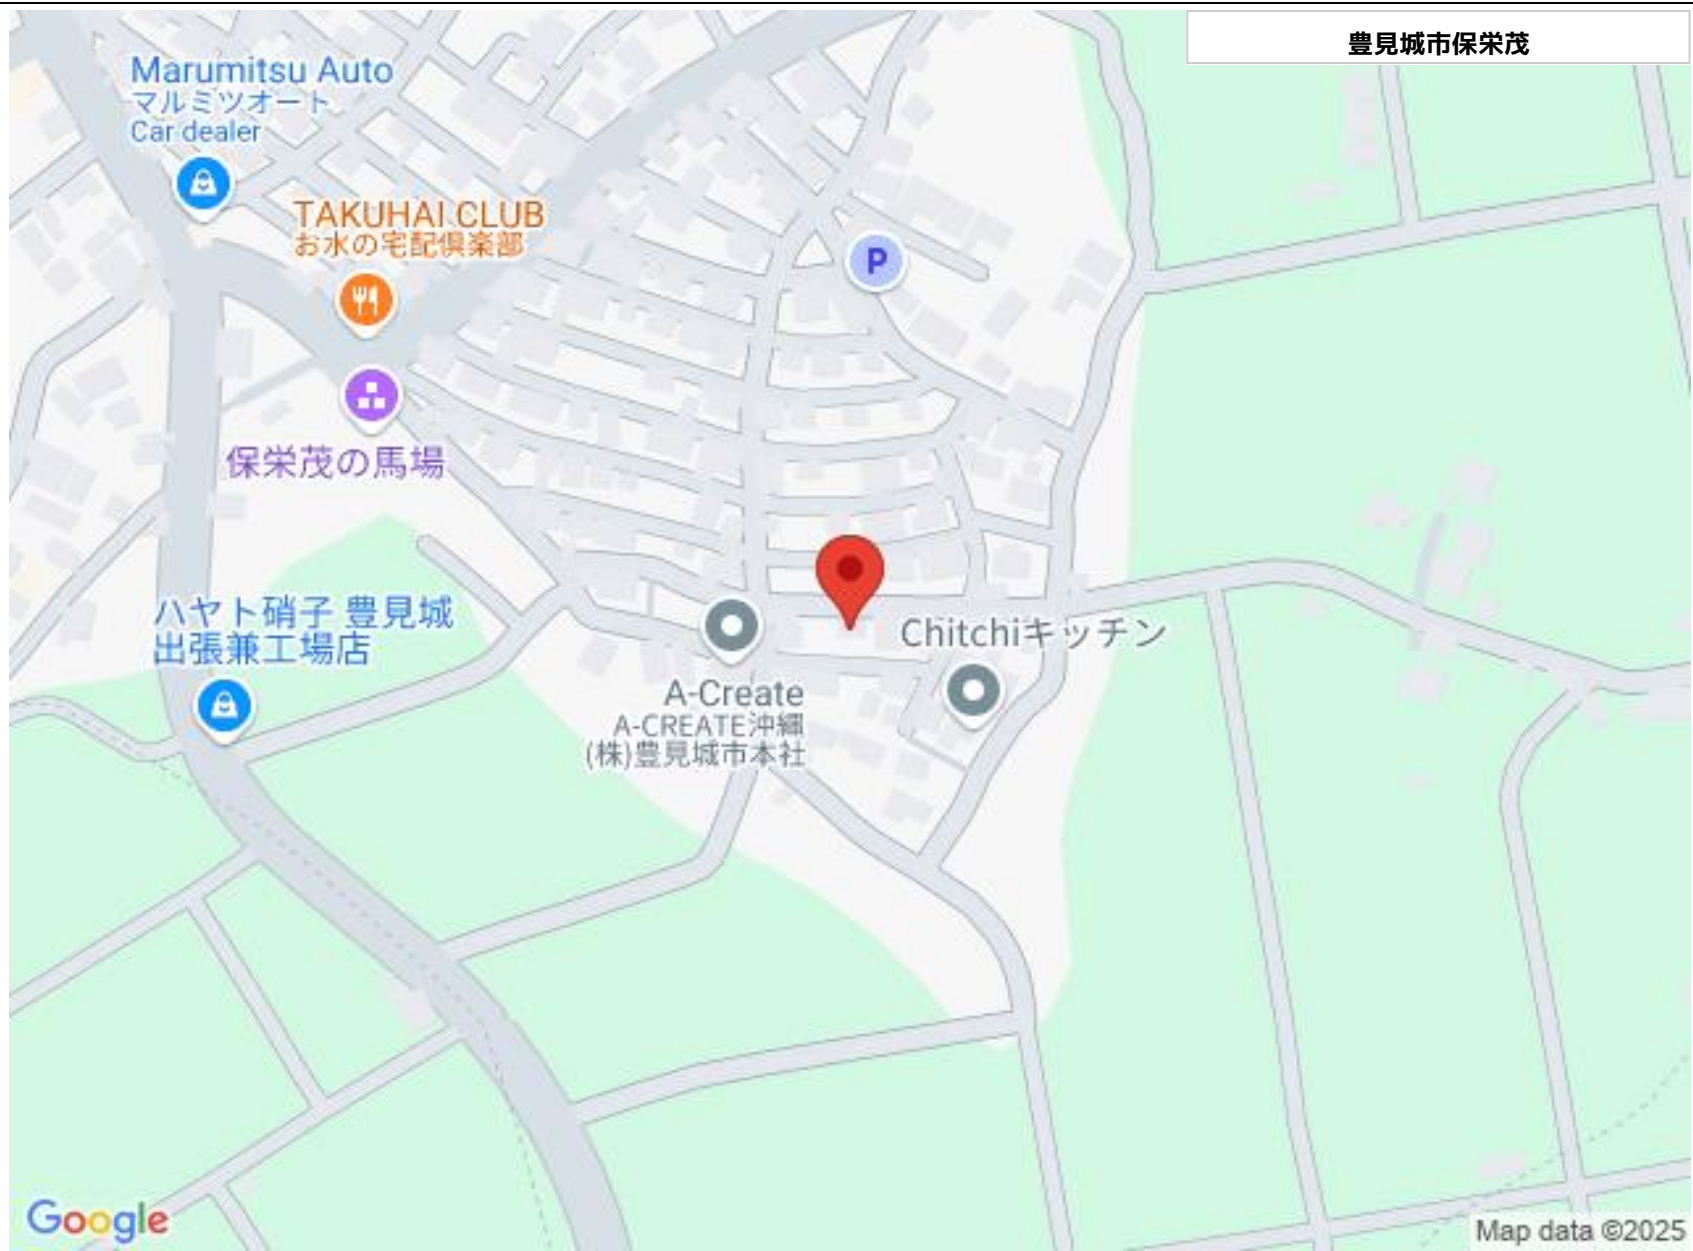 豊見城市保栄茂
Marumitsu Auto
マルミツオート
Car dealer
TAKUHAI CLUB
お水の宅配倶楽部
P
保栄茂の馬場
ハヤト硝子 豊見城
出張兼工場店
Chitchiキッチン
A-Create
A-CREATE沖縄
(株)豊見城市本社
Google
Map data ©2025